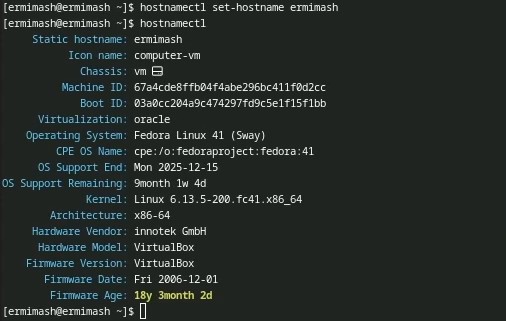 [ermimash@ermimash ~]$ hostnamectl set-hostname ermimash
[ermimash@ermimash ~]$ hostnamectl
Static hostname: ermimash
Icon name: computer-vm
Chassis: vm 🖴
Machine ID: 67a4cde8ffb04f4abe296bc411f0d2cc
Boot ID: 03a0cc204a9c474297fd9c5e1f15f1bb
Virtualization: oracle
Operating System: Fedora Linux 41 (Sway)
CPE OS Name: cpe:/o:fedoraproject:fedora:41
OS Support End: Mon 2025-12-15
OS Support Remaining: 9month 1w 4d
Kernel: Linux 6.13.5-200.fc41.x86_64
Architecture: x86-64
Hardware Vendor: innotek GmbH
Hardware Model: VirtualBox
Firmware Version: VirtualBox
Firmware Date: Fri 2006-12-01
Firmware Age: 18y 3month 2d
[ermimash@ermimash ~]$